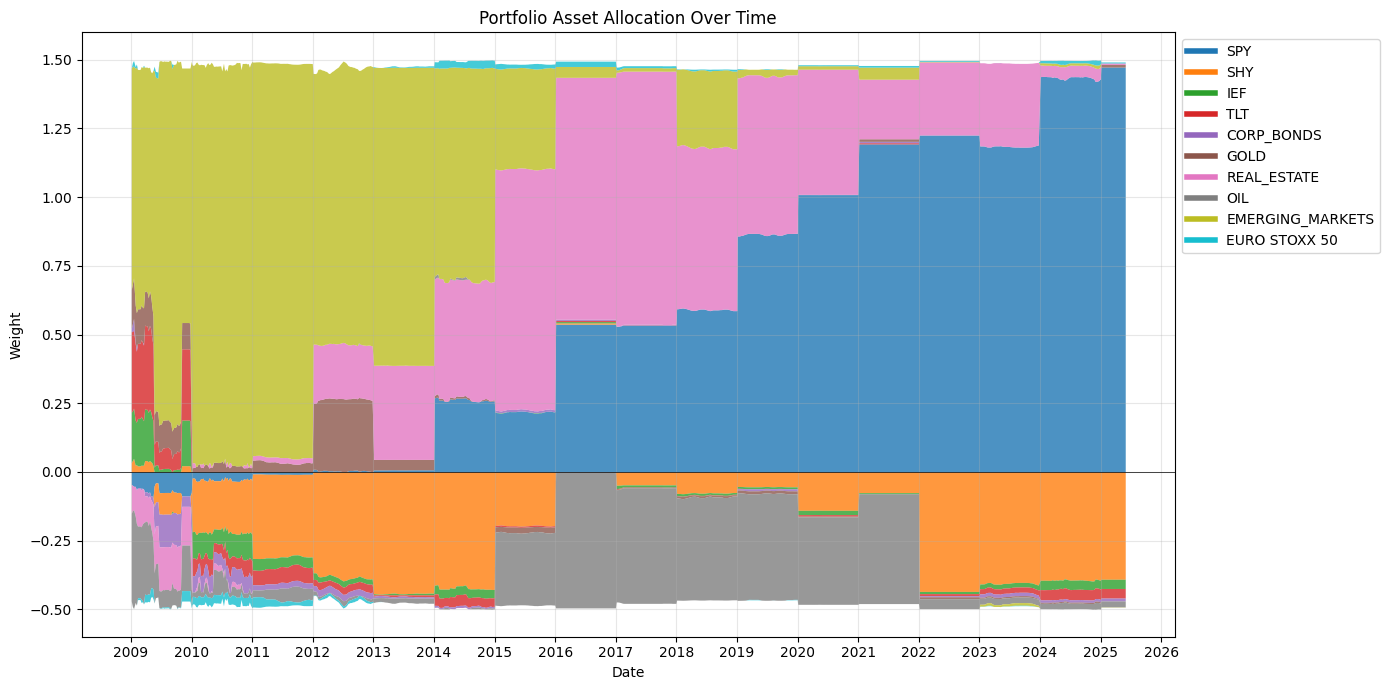 Portfolio Asset Allocation Over Time
1.50
1.25
1.00
0.75
0.50
0.25
0.00
−0.25
−0.50
Weight
2009 2010 2011 2012 2013 2014 2015 2016 2017 2018 2019 2020 2021 2022 2023 2024 2025 2026
Date
SPY
SHY
IEF
TLT
CORP_BONDS
GOLD
REAL_ESTATE
OIL
EMERGING_MARKETS
EURO STOXX 50